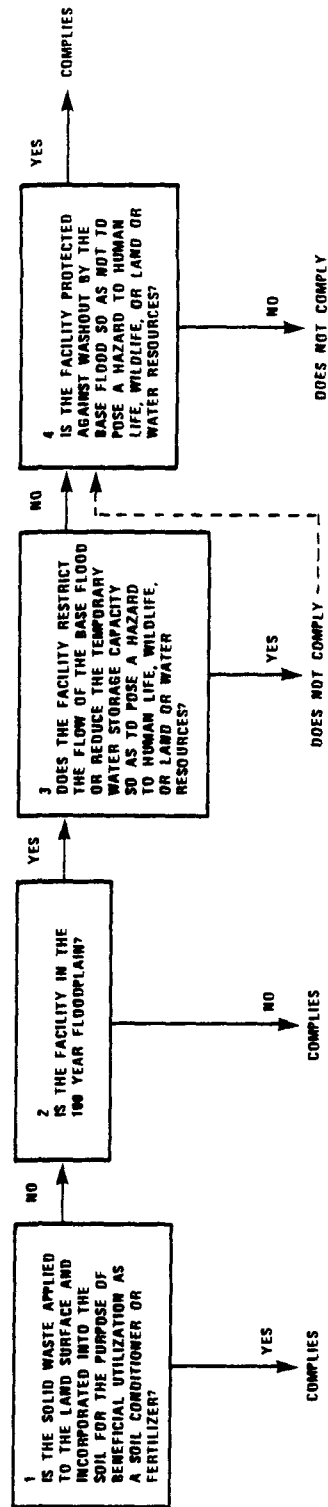 1
IS THE SOLID WASTE APPLIED
TO THE LAND SURFACE AND
INCORPORATED INTO THE
SOIL FOR THE PURPOSE OF
BENEFICIAL UTILIZATION AS
A SOIL CONDITIONER OR
FERTILIZER?
NO
YES
COMPLIES
2
IS THE FACILITY IN THE
100 YEAR FLOODPLAIN?
YES
NO
COMPLIES
3
DOES THE FACILITY RESTRICT
THE FLOW OF THE BASE FLOOD
OR REDUCE THE TEMPORARY
WATER STORAGE CAPACITY
SO AS TO POSE A HAZARD
TO HUMAN LIFE, WILDLIFE,
OR LAND OR WATER
RESOURCES?
NO
YES
DOES NOT COMPLY
4
IS THE FACILITY PROTECTED
AGAINST WASHOUT BY THE
BASE FLOOD SO AS NOT TO
POSE A HAZARD TO HUMAN
LIFE, WILDLIFE, OR LAND OR
WATER RESOURCES?
YES
COMPLIES
NO
DOES NOT COMPLY